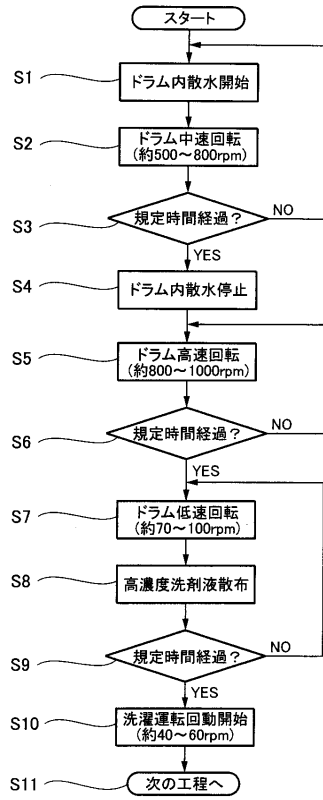 スタート
S1
ドラム内散水開始
S2
ドラム中速回転
(約500～800rpm)
S3
規定時間経過?
NO
YES
S4
ドラム内散水停止
S5
ドラム高速回転
(約800～1000rpm)
S6
規定時間経過?
NO
YES
S7
ドラム低速回転
(約70～100rpm)
S8
高濃度洗剤液散布
S9
規定時間経過?
NO
YES
S10
洗濯運転回動開始
(約40～60rpm)
S11
次の工程へ